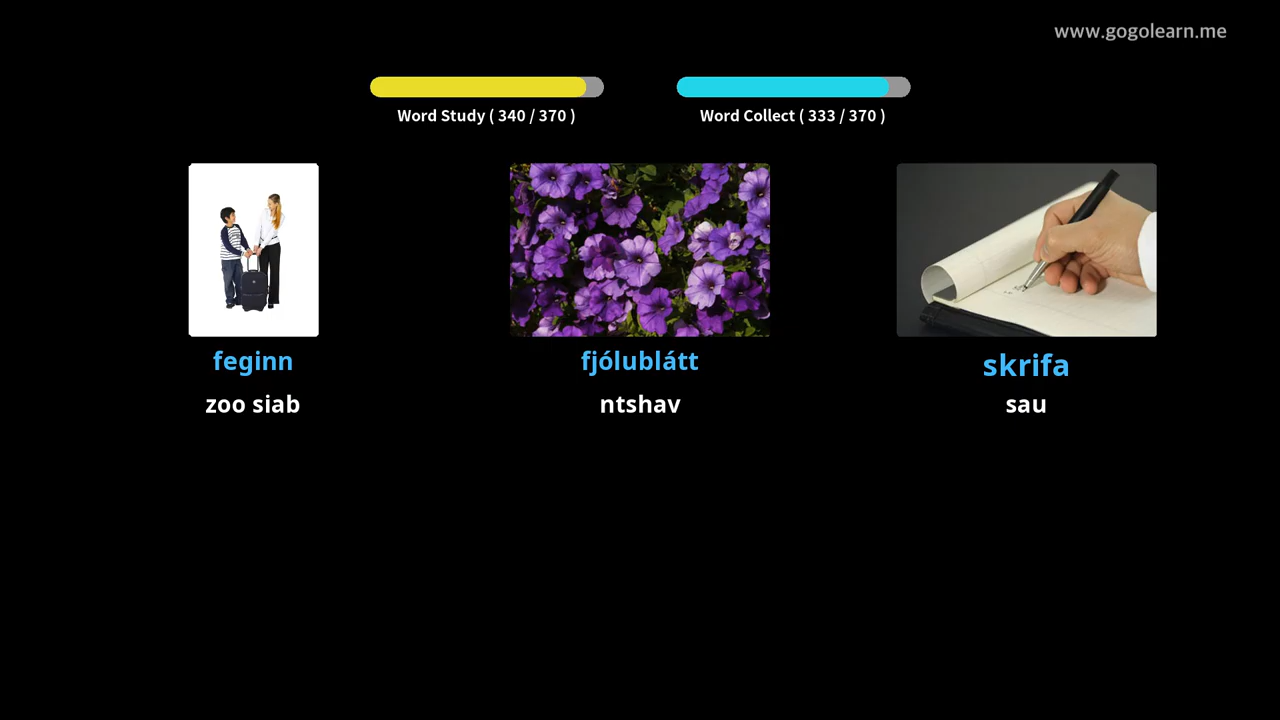 www.gogolearn.me
Word Study ( 340 / 370 )
Word Collect ( 333 / 370 )
feginn
zoo siab
fjólublátt
ntshav
skrifa
sau